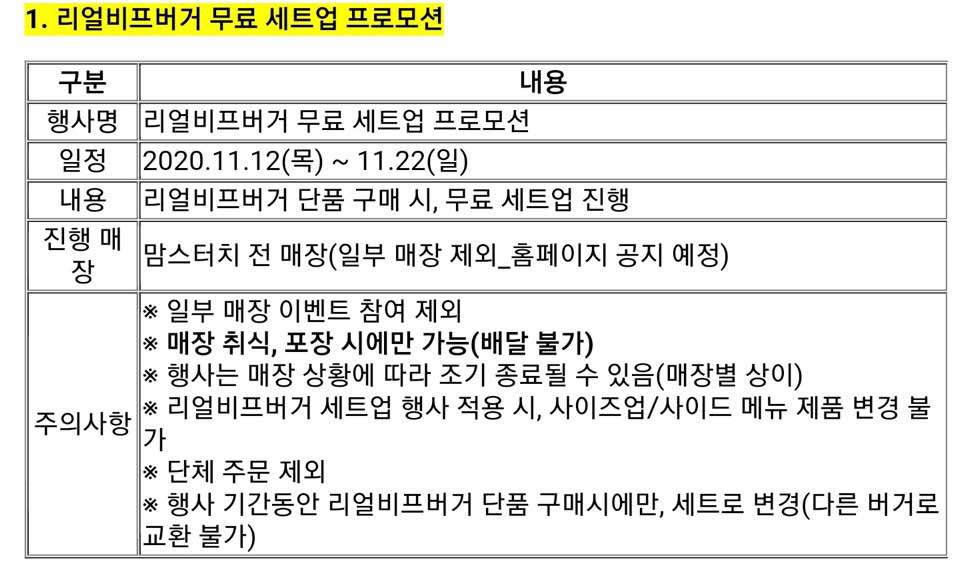 1. 리얼비프버거 무료 세트업 프로모션
구분 내용
행사명 리얼비프버거 무료 세트업 프로모션
일정 2020.11.12(목) ~ 11.22(일)
내용 리얼비프버거 단품 구매 시, 무료 세트업 진행
진행 매
장
맘스터치 전 매장(일부 매장 제외_홈페이지 공지 예정)
주의사항
※ 일부 매장 이벤트 참여 제외
※ 매장 취식, 포장 시에만 가능(배달 불가)
※ 행사는 매장 상황에 따라 조기 종료될 수 있음(매장별 상이)
※ 리얼비프버거 세트업 행사 적용 시, 사이즈업/사이드 메뉴 제품 변경 불
가
※ 단체 주문 제외
※ 행사 기간동안 리얼비프버거 단품 구매시에만, 세트로 변경(다른 버거로
교환 불가)